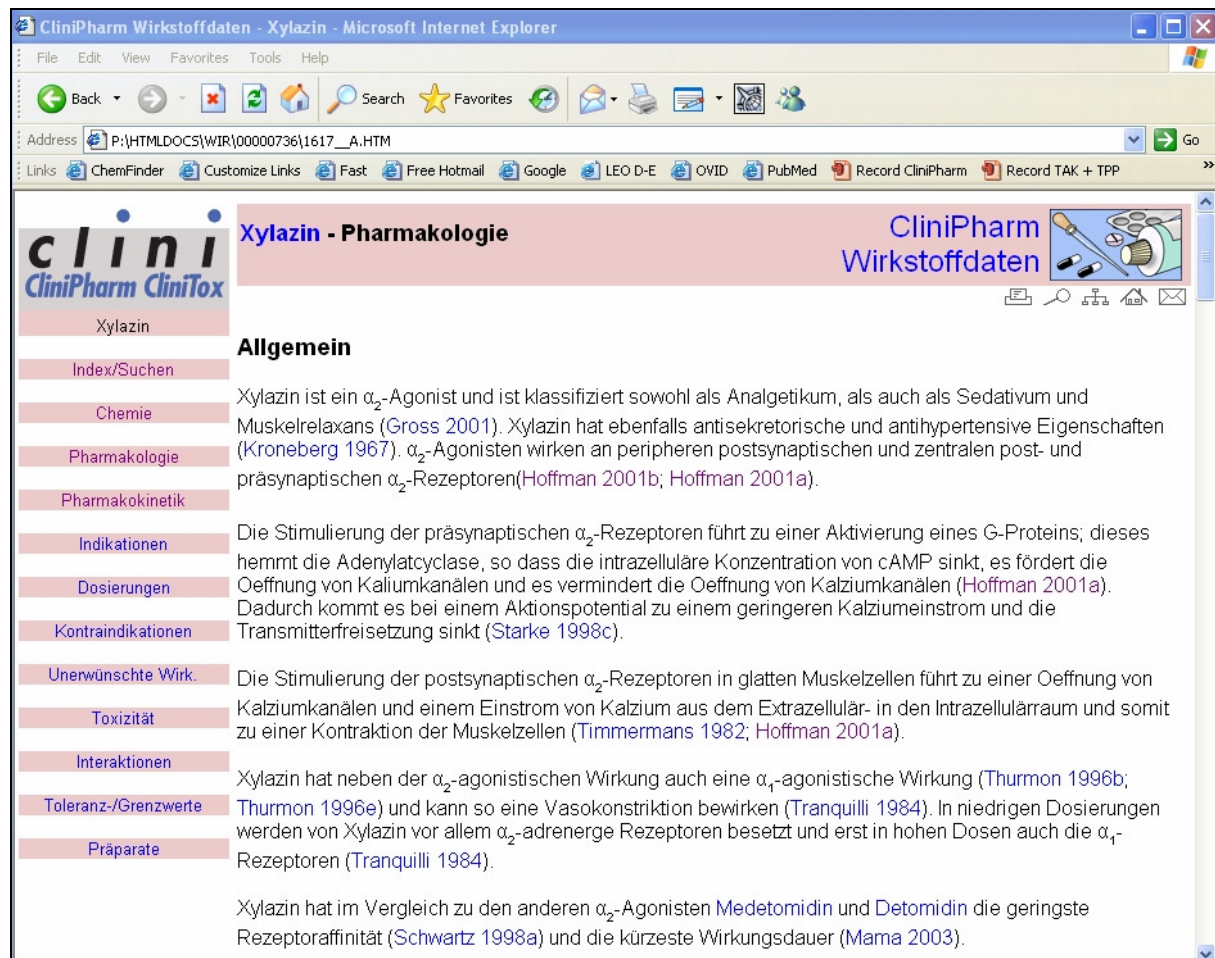 CliniPharm Wirkstoffdaten - Xylazin - Microsoft Internet Explorer
File Edit View Favorites Tools Help
Back Search Favorites
Address P:\HTMLDOCS\WIR\00000736\1617__A.HTM Go
Links ChemFinder Customize Links Fast Free Hotmail Google LEO D-E OVID PubMed Record CliniPharm Record TAK + TPP »
clini
CliniPharm CliniTox
Xylazin
Index/Suchen
Chemie
Pharmakologie
Pharmakokinetik
Indikationen
Dosierungen
Kontraindikationen
Unerwünschte Wirk.
Toxizität
Interaktionen
Toleranz-/Grenzwerte
Präparate
Xylazin - Pharmakologie
CliniPharm
Wirkstoffdaten
Allgemein
Xylazin ist ein α₂-Agonist und ist klassifiziert sowohl als Analgetikum, als auch als Sedativum und
Muskelrelaxans (Gross 2001). Xylazin hat ebenfalls antisekretorische und antihypertensive Eigenschaften
(Kroneberg 1967). α₂-Agonisten wirken an peripheren postsynaptischen und zentralen post- und
präsynaptischen α₂-Rezeptoren(Hoffman 2001b; Hoffman 2001a).
Die Stimulierung der präsynaptischen α₂-Rezeptoren führt zu einer Aktivierung eines G-Proteins; dieses
hemmt die Adenylatcyclase, so dass die intrazelluläre Konzentration von cAMP sinkt, es fördert die
Oeffnung von Kaliumkanälen und es vermindert die Oeffnung von Kalziumkanälen (Hoffman 2001a).
Dadurch kommt es bei einem Aktionspotential zu einem geringeren Kalziumeinstrom und die
Transmitterfreisetzung sinkt (Starke 1998c).
Die Stimulierung der postsynaptischen α₂-Rezeptoren in glatten Muskelzellen führt zu einer Oeffnung von
Kalziumkanälen und einem Einstrom von Kalzium aus dem Extrazellulär- in den Intrazellulärraum und somit
zu einer Kontraktion der Muskelzellen (Timmermans 1982; Hoffman 2001a).
Xylazin hat neben der α₂-agonistischen Wirkung auch eine α₁-agonistische Wirkung (Thurmon 1996b;
Thurmon 1996e) und kann so eine Vasokonstriktion bewirken (Tranquilli 1984). In niedrigen Dosierungen
werden von Xylazin vor allem α₂-adrenerge Rezeptoren besetzt und erst in hohen Dosen auch die α₁-
Rezeptoren (Tranquilli 1984).
Xylazin hat im Vergleich zu den anderen α₂-Agonisten Medetomidin und Detomidin die geringste
Rezeptoraffinität (Schwartz 1998a) und die kürzeste Wirkungsdauer (Mama 2003).